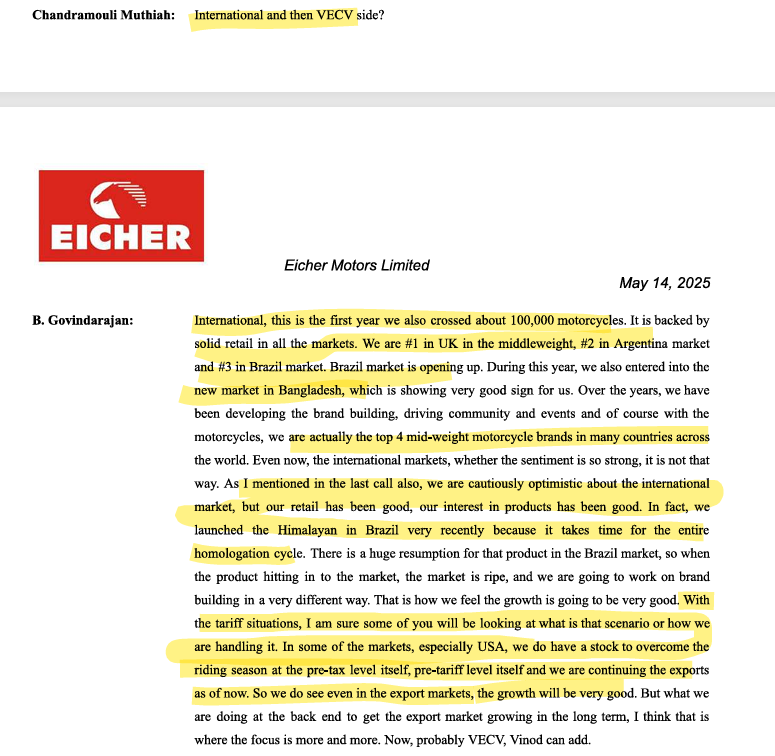 Chandramouli Muthiah: International and then VECV side?
EICHER
Eicher Motors Limited
May 14, 2025
B. Govindarajan: International, this is the first year we also crossed about 100,000 motorcycles. It is backed by
solid retail in all the markets. We are #1 in UK in the middleweight, #2 in Argentina market
and #3 in Brazil market. Brazil market is opening up. During this year, we also entered into the
new market in Bangladesh, which is showing very good sign for us. Over the years, we have
been developing the brand building, driving community and events and of course with the
motorcycles, we are actually the top 4 mid-weight motorcycle brands in many countries across
the world. Even now, the international markets, whether the sentiment is so strong, it is not that
way. As I mentioned in the last call also, we are cautiously optimistic about the international
market, but our retail has been good, our interest in products has been good. In fact, we
launched the Himalayan in Brazil very recently because it takes time for the entire
homologation cycle. There is a huge resumption for that product in the Brazil market, so when
the product hitting in to the market, the market is ripe, and we are going to work on brand
building in a very different way. That is how we feel the growth is going to be very good. With
the tariff situations, I am sure some of you will be looking at what is that scenario or how we
are handling it. In some of the markets, especially USA, we do have a stock to overcome the
riding season at the pre-tax level itself, pre-tariff level itself and we are continuing the exports
as of now. So we do see even in the export markets, the growth will be very good. But what we
are doing at the back end to get the export market growing in the long term, I think that is
where the focus is more and more. Now, probably VECV, Vinod can add.